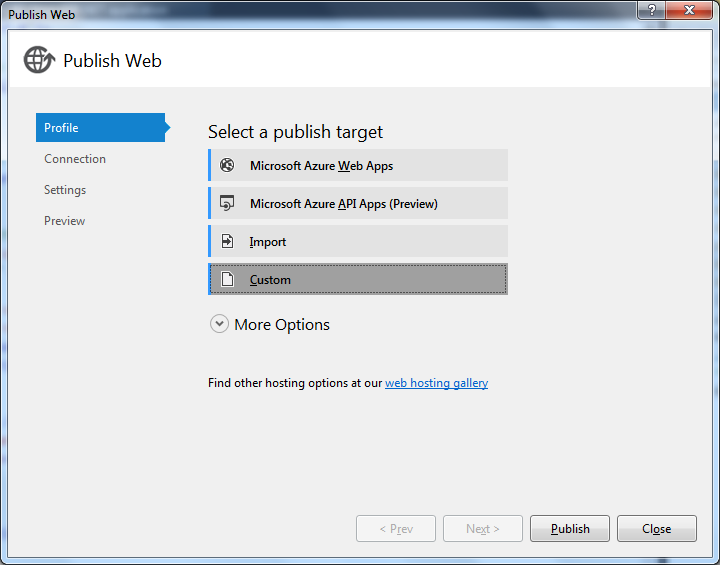 Publish Web
?
Publish Web
Profile
Connection
Settings
Preview
Select a publish target
Microsoft Azure Web Apps
Microsoft Azure API Apps (Preview)
Import
Custom
More Options
Find other hosting options at our web hosting gallery
< Prev
Next >
Publish
Close